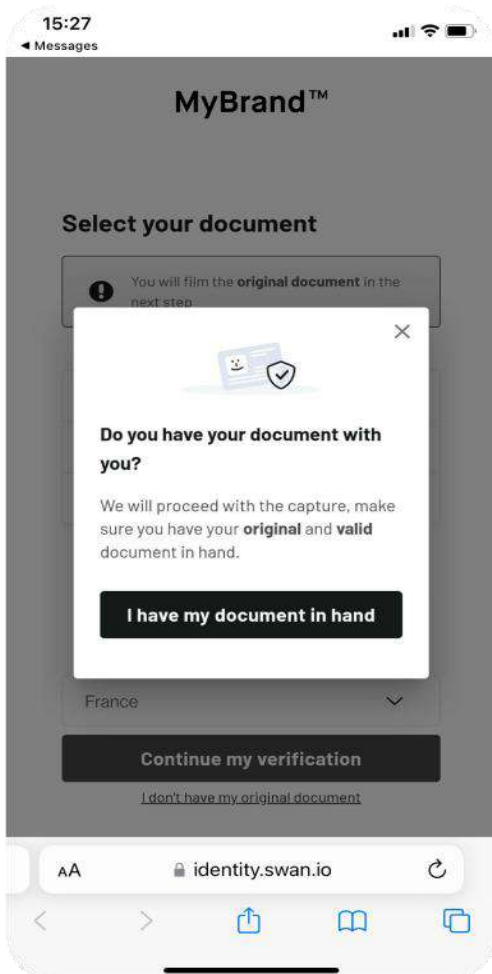 15:27
◀ Messages
MyBrand™
Select your document
You will film the original document in the
next step
Do you have your document with
you?
We will proceed with the capture, make
sure you have your original and valid
document in hand.
I have my document in hand
France
Continue my verification
I don't have my original document
AA
identity.swan.io